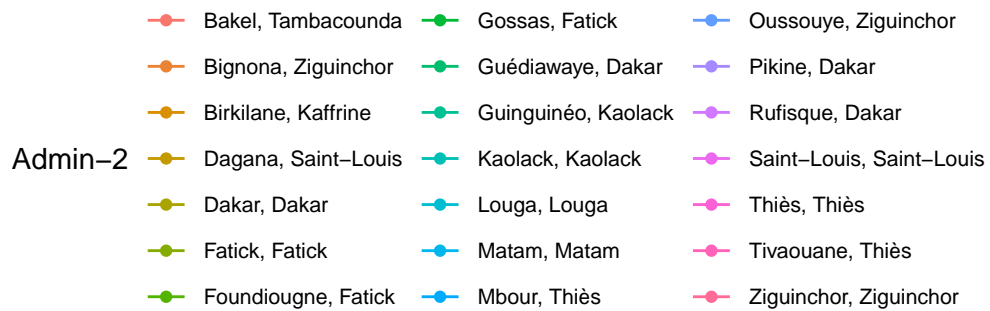 Admin−2
Bakel, Tambacounda
Bignona, Ziguinchor
Birkilane, Kaffrine
Dagana, Saint−Louis
Dakar, Dakar
Fatick, Fatick
Foundiougne, Fatick
Gossas, Fatick
Guédiawaye, Dakar
Guinguinéo, Kaolack
Kaolack, Kaolack
Louga, Louga
Matam, Matam
Mbour, Thiès
Oussouye, Ziguinchor
Pikine, Dakar
Rufisque, Dakar
Saint−Louis, Saint−Louis
Thiès, Thiès
Tivaouane, Thiès
Ziguinchor, Ziguinchor